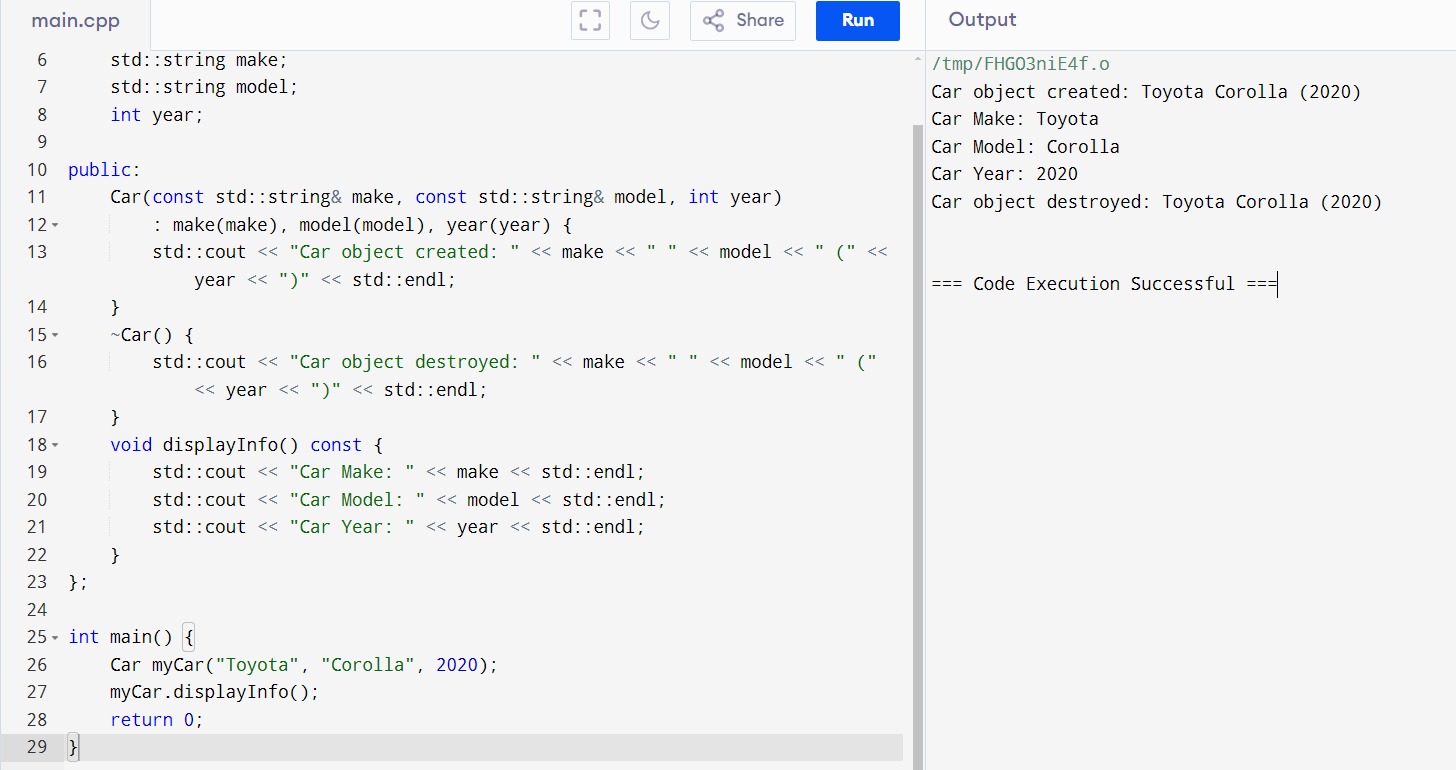 main.cpp
Share
Run
Output
6 std::string make;
7 std::string model;
8 int year;
9
10 public:
11 Car(const std::string& make, const std::string& model, int year)
12 : make(make), model(model), year(year) {
13 std::cout << "Car object created: " << make << " " << model << " (" <<
year << ")" << std::endl;
14 }
15 ~Car() {
16 std::cout << "Car object destroyed: " << make << " " << model << " ("
<< year << ")" << std::endl;
17 }
18 void displayInfo() const {
19 std::cout << "Car Make: " << make << std::endl;
20 std::cout << "Car Model: " << model << std::endl;
21 std::cout << "Car Year: " << year << std::endl;
22 }
23 };
24
25 int main() {
26 Car myCar("Toyota", "Corolla", 2020);
27 myCar.displayInfo();
28 return 0;
29 }
/tmp/FHGO3niE4f.o
Car object created: Toyota Corolla (2020)
Car Make: Toyota
Car Model: Corolla
Car Year: 2020
Car object destroyed: Toyota Corolla (2020)
=== Code Execution Successful ===